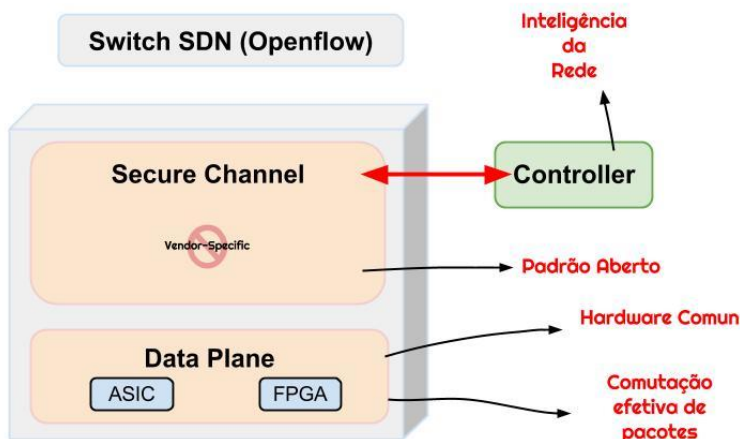 Switch SDN (Openflow)
Inteligência
da
Rede
Secure Channel
Controller
Vendor-Specific
Padrão Aberto
Hardware Comun
Data Plane
ASIC
FPGA
Comutação
efetiva de
pacotes